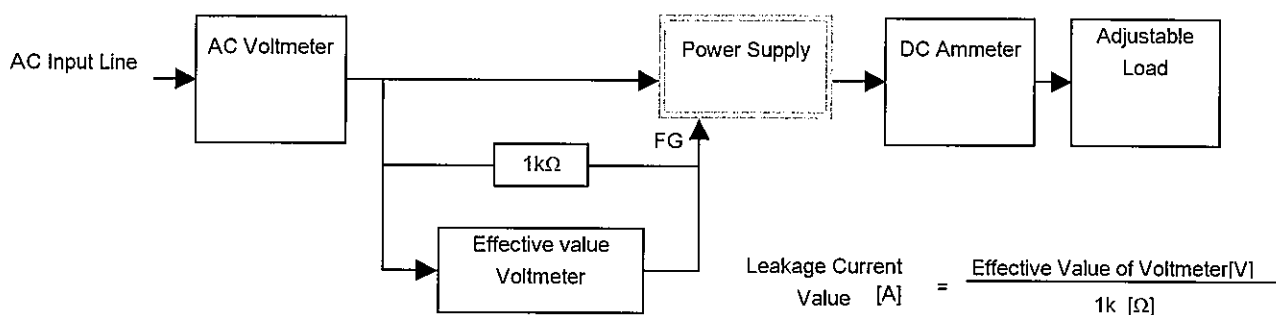 AC Input Line
AC Voltmeter
Power Supply
DC Ammeter
Adjustable
Load
FG
1kΩ
Effective value
Voltmeter
Leakage Current
Value [A]
=
Effective Value of Voltmeter[V]
1k [Ω]